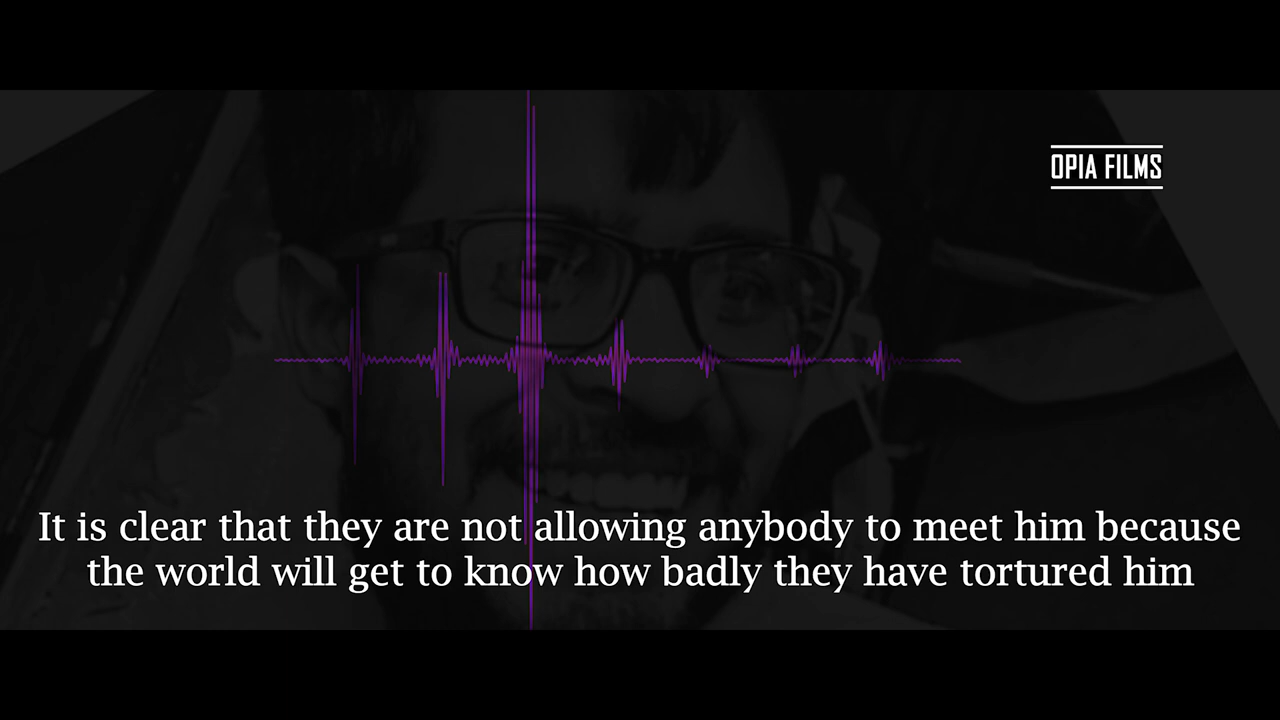 OPIA FILMS
It is clear that they are not allowing anybody to meet him because
the world will get to know how badly they have tortured him